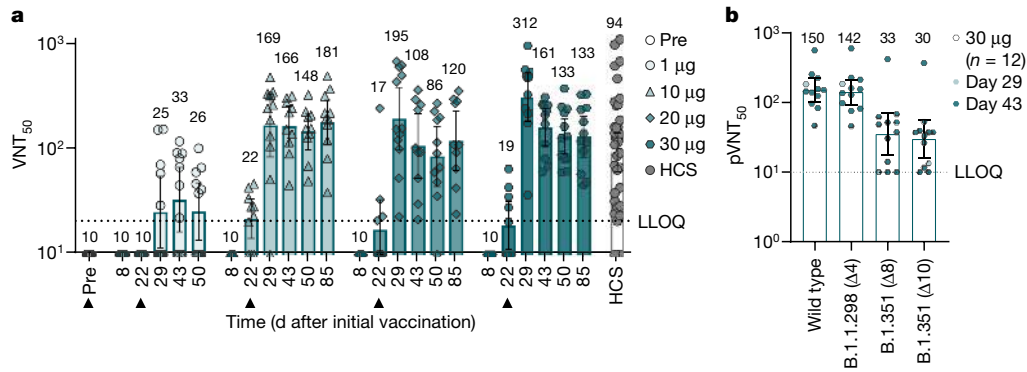 a
VNT50
10³
10²
10¹
10
10
10
25
33
26
10
22
169
166
148
181
10
17
195
108
86
120
10
19
312
161
133
133
94
Pre
1 µg
10 µg
20 µg
30 µg
HCS
LLOQ
Pre
8
22
29
43
50
8
22
29
43
50
85
8
22
29
43
50
85
8
22
29
43
50
85
HCS
Time (d after initial vaccination)
b
pVNT50
10³
10²
10¹
10⁰
150
142
33
30
30 µg
(n = 12)
Day 29
Day 43
LLOQ
Wild type
B.1.1.298 (Δ4)
B.1.351 (Δ8)
B.1.351 (Δ10)